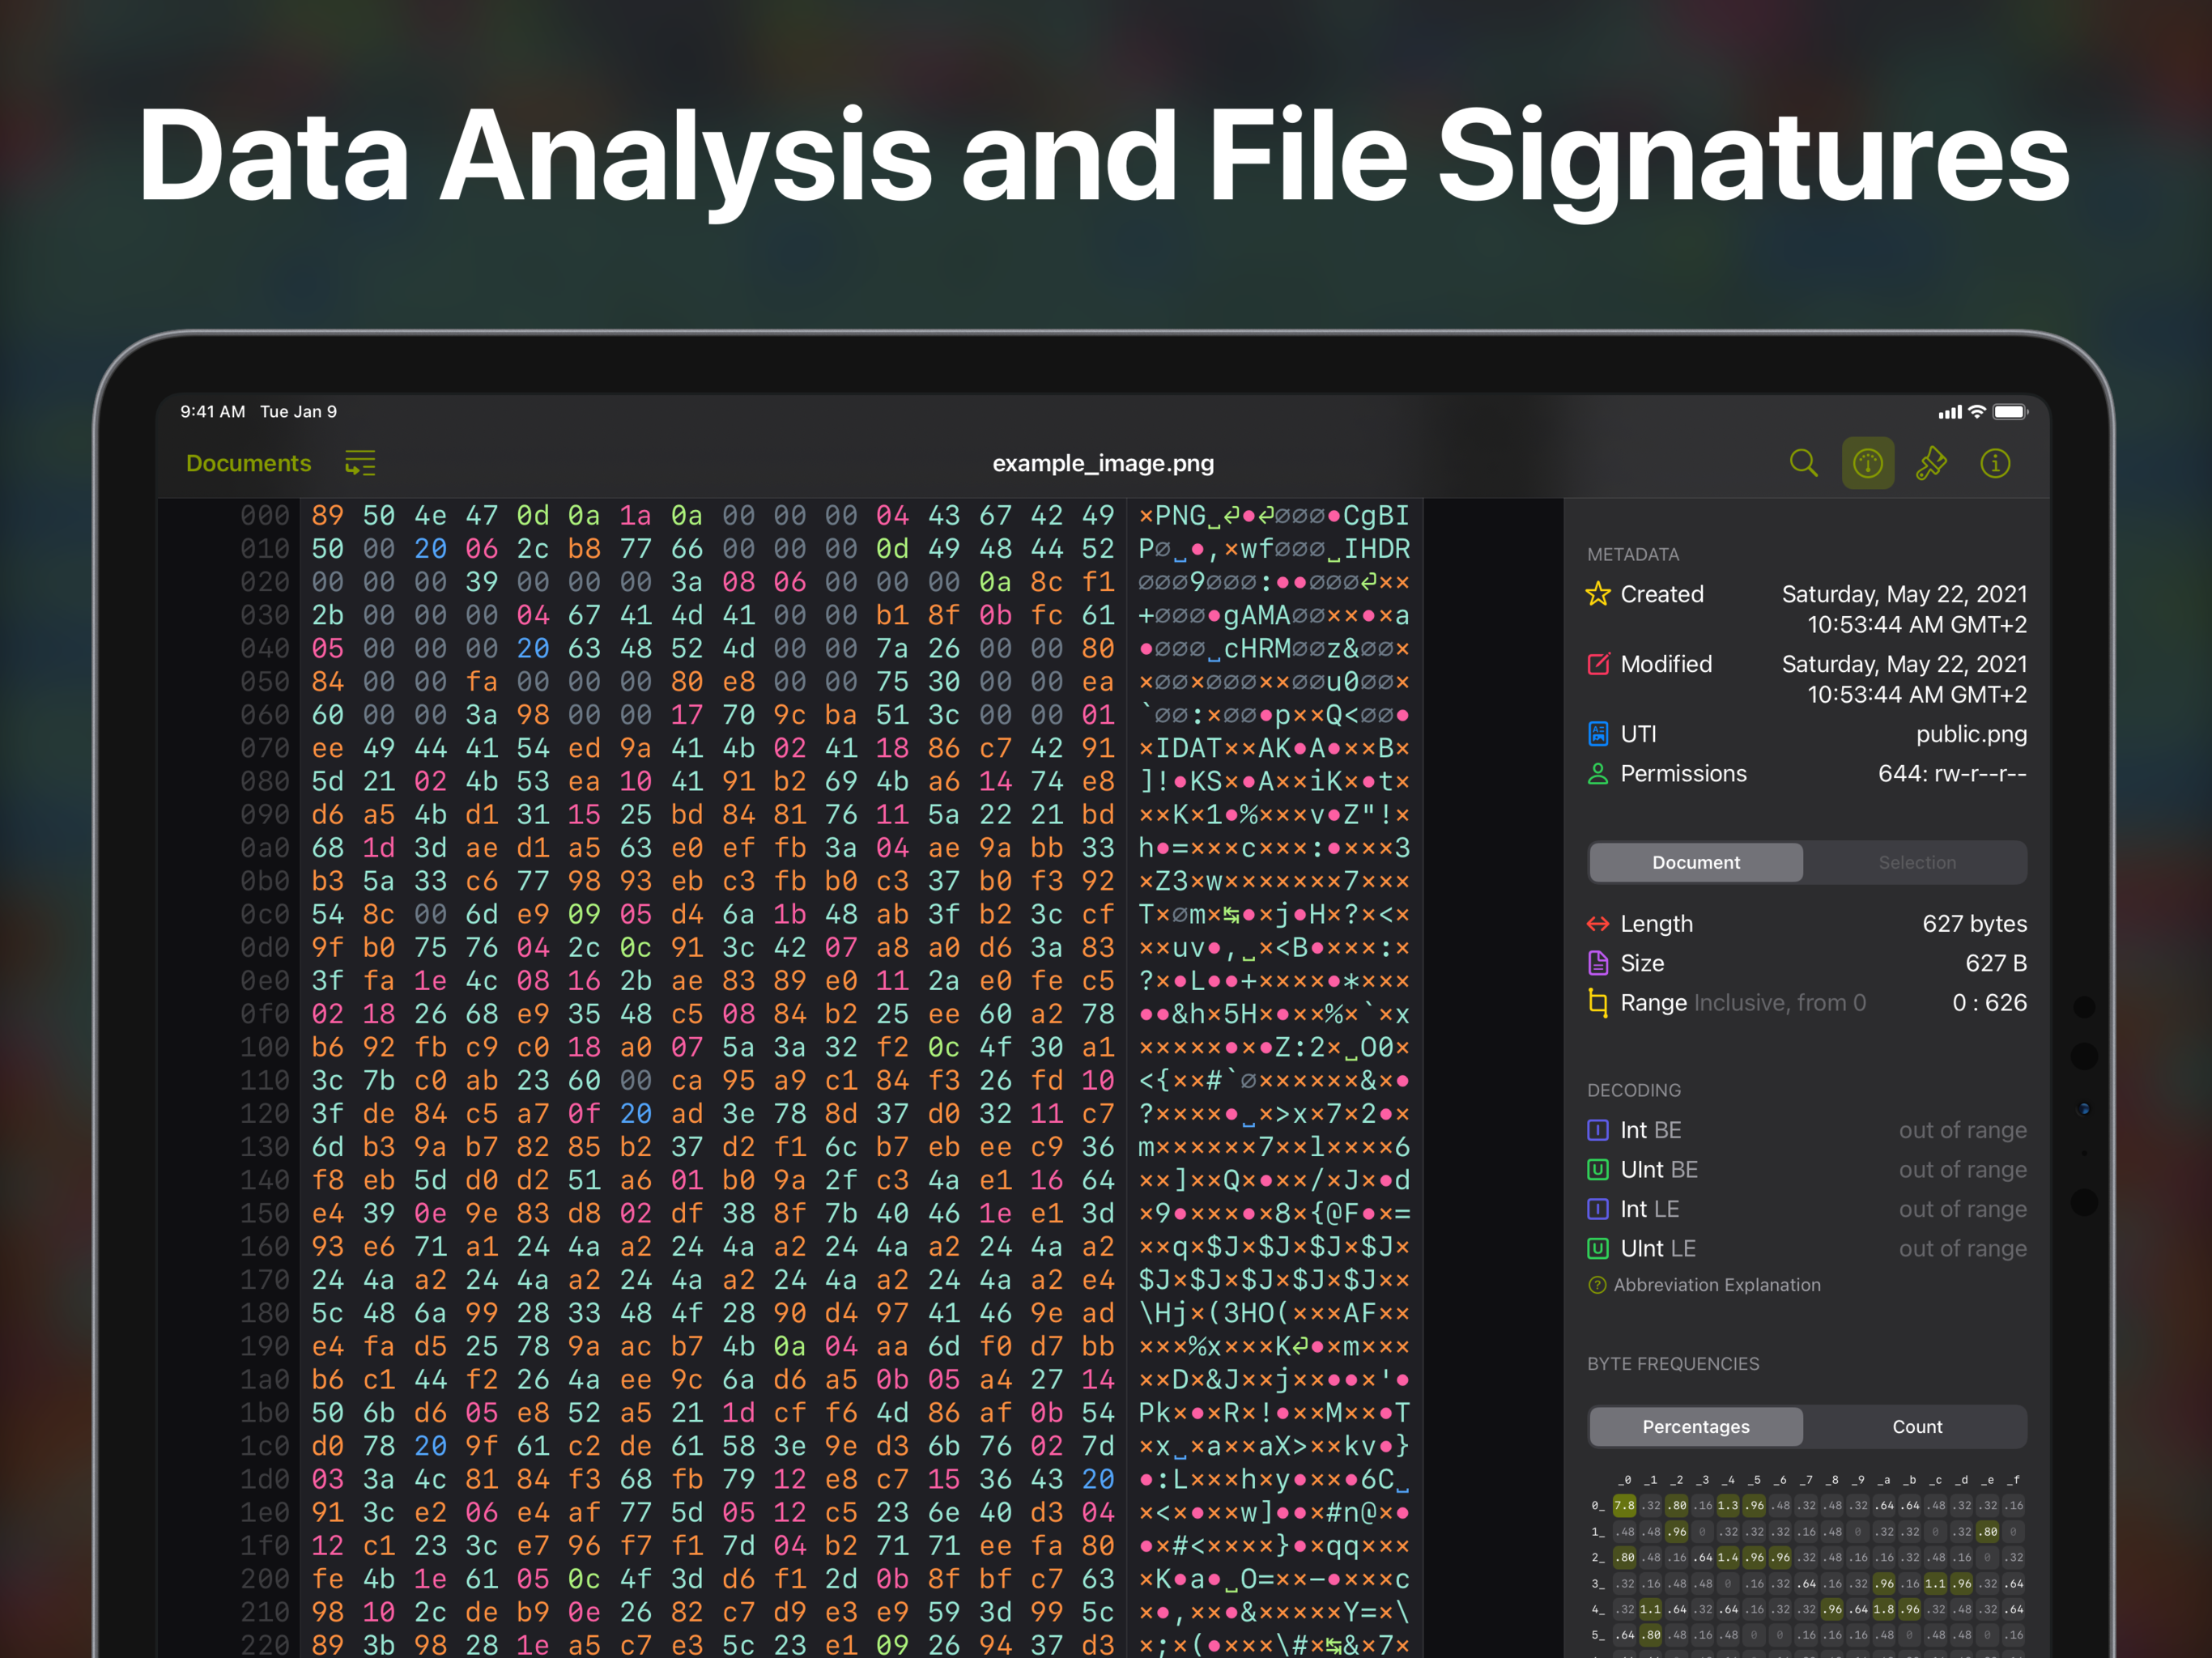 Data Analysis and File Signatures
9:41 AM Tue Jan 9
Documents
example_image.png
000 89 50 4e 47 0d 0a 1a 0a 00 00 00 04 43 67 42 49 ×PNG␣⏎●⏎∅∅∅●CgBI
010 50 00 20 06 2c b8 77 66 00 00 00 0d 49 48 44 52 P∅␣●,×wf∅∅∅␣IHDR
020 00 00 00 39 00 00 00 3a 08 06 00 00 00 0a 8c f1 ∅∅∅9∅∅∅:●●∅∅∅⏎××
030 2b 00 00 00 04 67 41 4d 41 00 00 b1 8f 0b fc 61 +∅∅∅●gAMA∅∅××●×a
040 05 00 00 00 20 63 48 52 4d 00 00 7a 26 00 00 80 ●∅∅∅␣cHRM∅∅z&∅∅×
050 84 00 00 fa 00 00 00 80 e8 00 00 75 30 00 00 ea ×∅∅×∅∅∅××∅∅u0∅∅×
060 60 00 00 3a 98 00 00 17 70 9c ba 51 3c 00 00 01 `∅∅:×∅∅●p××Q<∅∅●
070 ee 49 44 41 54 ed 9a 41 4b 02 41 18 86 c7 42 91 ×IDAT××AK●A●××B×
080 5d 21 02 4b 53 ea 10 41 91 b2 69 4b a6 14 74 e8 ]!●KS×●A××iK×●t×
090 d6 a5 4b d1 31 15 25 bd 84 81 76 11 5a 22 21 bd ××K×1●%×××v●Z"!×
0a0 68 1d 3d ae d1 a5 63 e0 ef fb 3a 04 ae 9a bb 33 h●=×××c×××:●×××3
0b0 b3 5a 33 c6 77 98 93 eb c3 fb b0 c3 37 b0 f3 92 ×Z3×w×××××××7×××
0c0 54 8c 00 6d e9 09 05 d4 6a 1b 48 ab 3f b2 3c cf T×∅m×↹●×j●H×?×<×
0d0 9f b0 75 76 04 2c 0c 91 3c 42 07 a8 a0 d6 3a 83 ××uv●,␣×<B●×××:×
0e0 3f fa 1e 4c 08 16 2b ae 83 89 e0 11 2a e0 fe c5 ?×●L●●+××××●*×××
0f0 02 18 26 68 e9 35 48 c5 08 84 b2 25 ee 60 a2 78 ●●&h×5H×●××%×`×x
100 b6 92 fb c9 c0 18 a0 07 5a 3a 32 f2 0c 4f 30 a1 ×××××●×●Z:2×␣O0×
110 3c 7b c0 ab 23 60 00 ca 95 a9 c1 84 f3 26 fd 10 <{××#`∅××××××&×●
120 3f de 84 c5 a7 0f 20 ad 3e 78 8d 37 d0 32 11 c7 ?××××●␣×>x×7×2●×
130 6d b3 9a b7 82 85 b2 37 d2 f1 6c b7 eb ee c9 36 m××××××7××l××××6
140 f8 eb 5d d0 d2 51 a6 01 b0 9a 2f c3 4a e1 16 64 ××]××Q×●××/×J×●d
150 e4 39 0e 9e 83 d8 02 df 38 8f 7b 40 46 1e e1 3d ×9●×××●×8×{@F●×=
160 93 e6 71 a1 24 4a a2 24 4a a2 24 4a a2 24 4a a2 ××q×$J×$J×$J×$J×
170 24 4a a2 24 4a a2 24 4a a2 24 4a a2 24 4a a2 e4 $J×$J×$J×$J×$J××
180 5c 48 6a 99 28 33 48 4f 28 90 d4 97 41 46 9e ad \Hj×(3HO(×××AF××
190 e4 fa d5 25 78 9a ac b7 4b 0a 04 aa 6d f0 d7 bb ×××%x×××K⏎●×m×××
1a0 b6 c1 44 f2 26 4a ee 9c 6a d6 a5 0b 05 a4 27 14 ××D×&J××j××●●×'●
1b0 50 6b d6 05 e8 52 a5 21 1d cf f6 4d 86 af 0b 54 Pk×●×R×!●××M××●T
1c0 d0 78 20 9f 61 c2 de 61 58 3e 9e d3 6b 76 02 7d ×x␣×a××aX>××kv●}
1d0 03 3a 4c 81 84 f3 68 fb 79 12 e8 c7 15 36 43 20 ●:L×××h×y●××●6C␣
1e0 91 3c e2 06 e4 af 77 5d 05 12 c5 23 6e 40 d3 04 ×<×●××w]●●×#n@×●
1f0 12 c1 23 3c e7 96 f7 f1 7d 04 b2 71 71 ee fa 80 ●×#<××××}●×qq×××
200 fe 4b 1e 61 05 0c 4f 3d d6 f1 2d 0b 8f bf c7 63 ×K●a●␣O=××−●×××c
210 98 10 2c de b9 0e 26 82 c7 d9 e3 e9 59 3d 99 5c ×●,××●&×××××Y=×\
220 89 3b 98 28 1e a5 c7 e3 5c 23 e1 09 26 94 37 d3 ×;×(●×××\#×↹&×7×
METADATA
Created Saturday, May 22, 2021
10:53:44 AM GMT+2
Modified Saturday, May 22, 2021
10:53:44 AM GMT+2
UTI public.png
Permissions 644: rw-r--r--
Document Selection
Length 627 bytes
Size 627 B
Range Inclusive, from 0 0 : 626
DECODING
Int BE out of range
UInt BE out of range
Int LE out of range
UInt LE out of range
Abbreviation Explanation
BYTE FREQUENCIES
Percentages Count
_0 _1 _2 _3 _4 _5 _6 _7 _8 _9 _a _b _c _d _e _f
0_ 7.8 .32 .80 .16 1.3 .96 .48 .32 .48 .32 .64 .64 .48 .32 .32 .16
1_ .48 .48 .96 0 .32 .32 .32 .16 .48 0 .32 .32 0 .32 .80 0
2_ .80 .48 .16 .64 1.4 .96 .96 .32 .48 .16 .16 .32 .48 .16 0 .32
3_ .32 .16 .48 .48 0 .16 .32 .64 .16 .32 .96 .16 1.1 .96 .32 .64
4_ .32 1.1 .64 .32 .64 .16 .32 .32 .96 .64 1.8 .96 .32 .48 .32 .64
5_ .64 .80 .48 .16 .48 0 0 .16 .16 .16 .48 0 .48 .48 0 .16